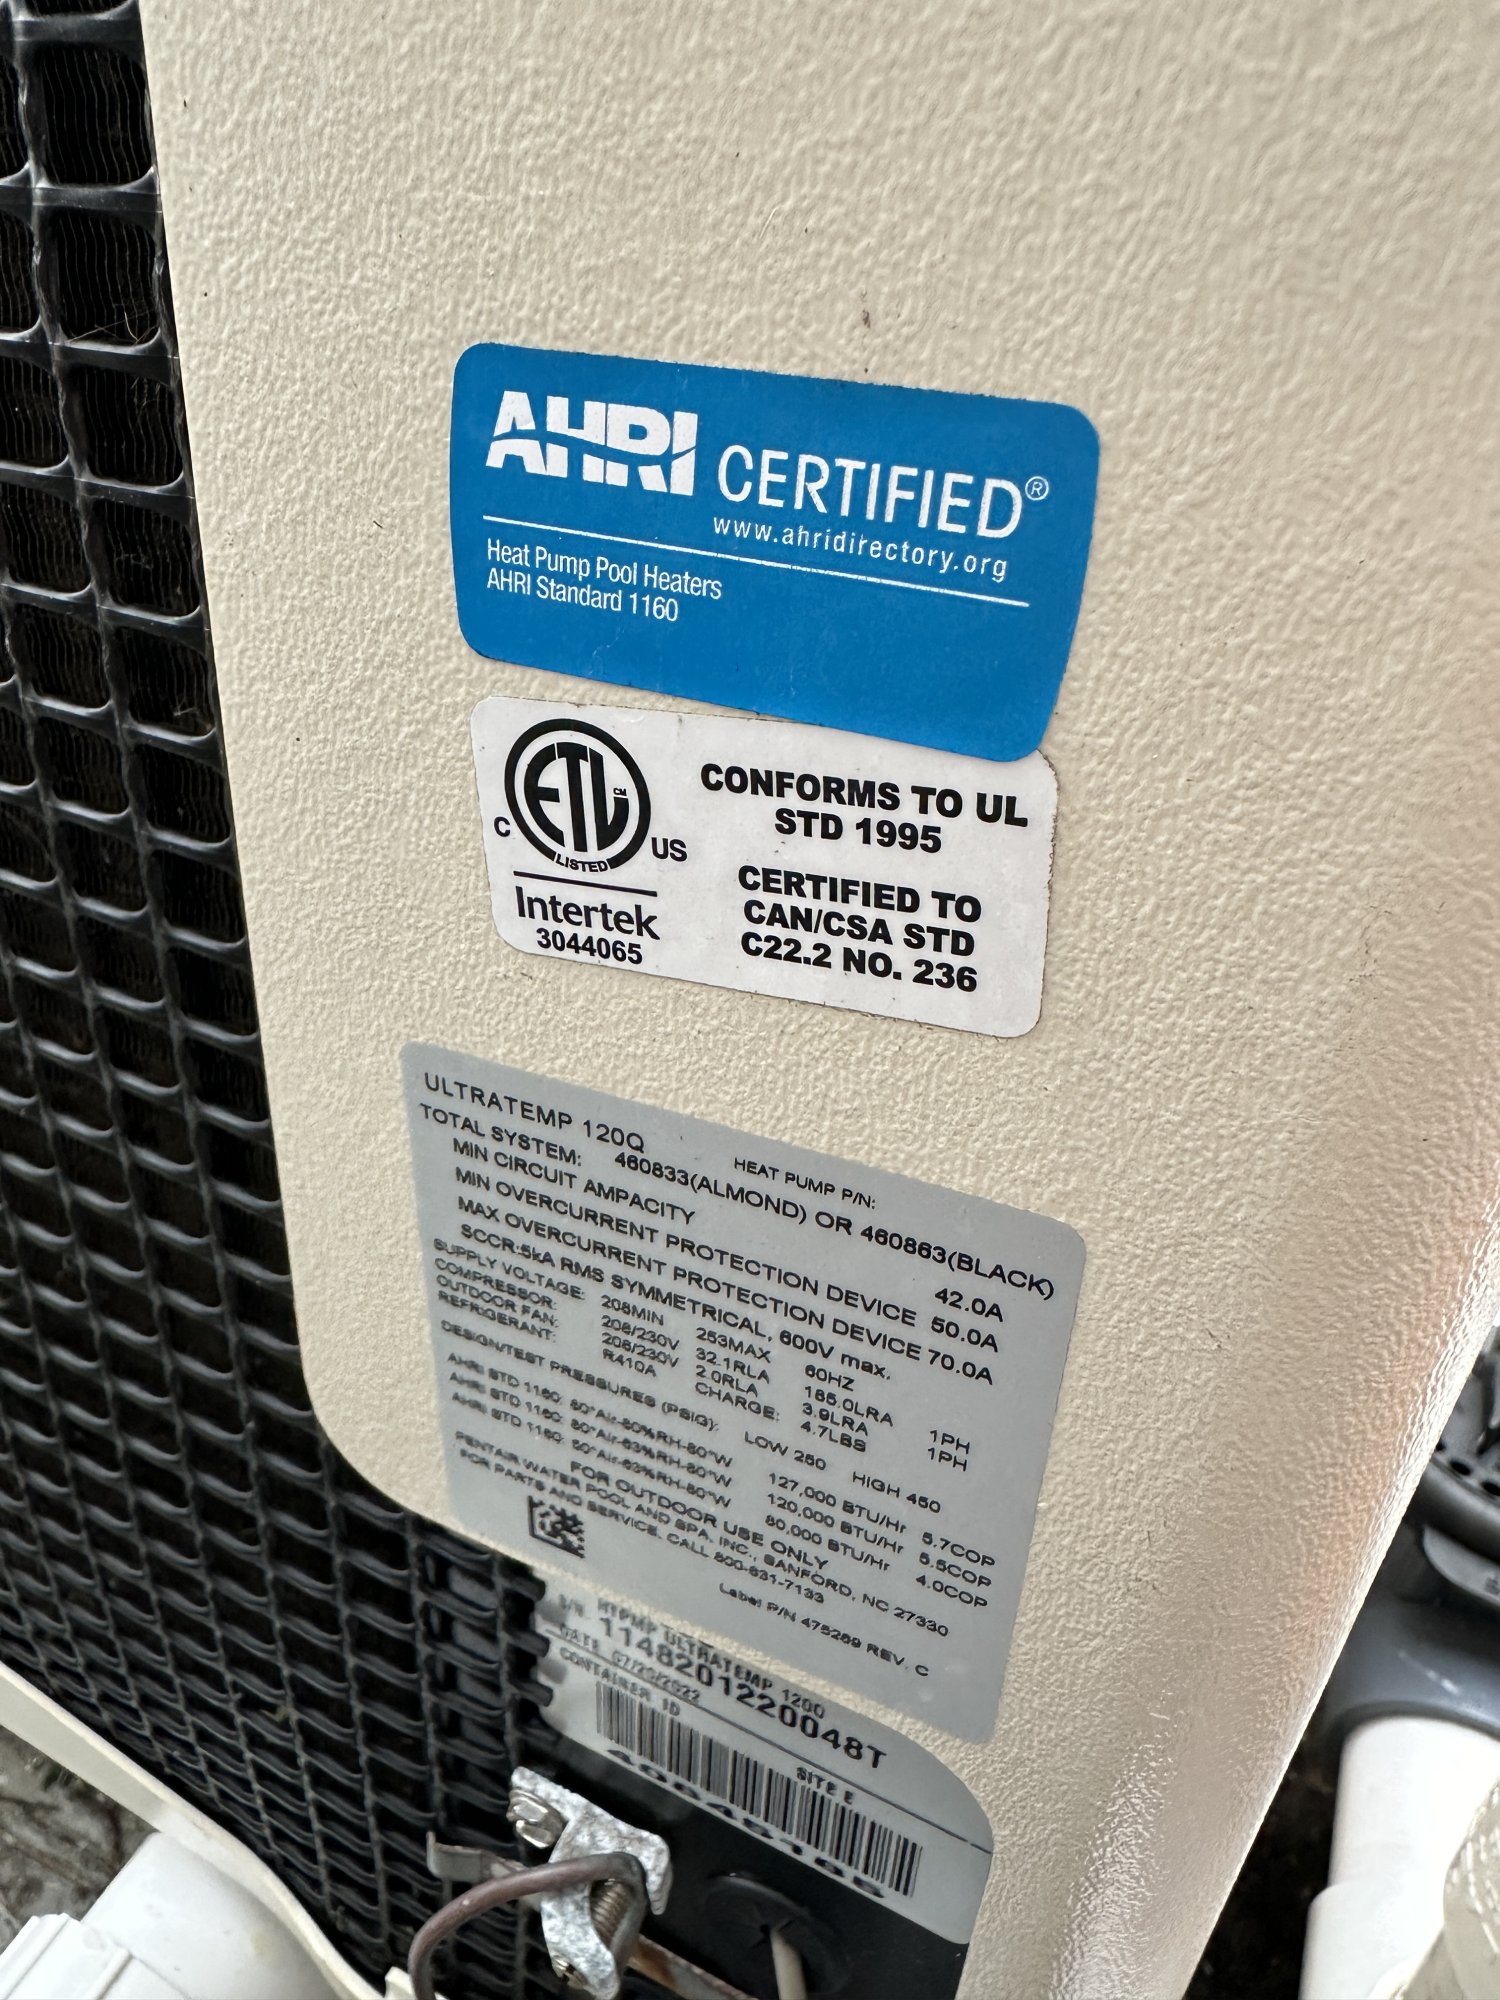 AHRI CERTIFIED®
www.ahridirectory.org
Heat Pump Pool Heaters
AHRI Standard 1160
ETL CM
LISTED
C US
Intertek
3044065
CONFORMS TO UL
STD 1995
CERTIFIED TO
CAN/CSA STD
C22.2 NO. 236
ULTRATEMP 120Q
HEAT PUMP P/N:
TOTAL SYSTEM: 460833(ALMOND) OR 460863(BLACK)
MIN CIRCUIT AMPACITY 42.0A
MIN OVERCURRENT PROTECTION DEVICE 50.0A
MAX OVERCURRENT PROTECTION DEVICE 70.0A
SCCR:5kA RMS SYMMETRICAL, 600V max.
SUPPLY VOLTAGE: 208MIN 253MAX 60HZ
COMPRESSOR: 208/230V 32.1RLA 185.0LRA 1PH
OUTDOOR FAN: 208/230V 2.0RLA 3.9LRA 1PH
REFRIGERANT: R410A CHARGE: 4.7LBS
DESIGN/TEST PRESSURES (PSIG): LOW 250 HIGH 450
AHRI STD 1160: 80°Air-80%RH-80°W 127,000 BTU/Hr 5.7COP
AHRI STD 1160: 80°Air-63%RH-80°W 120,000 BTU/Hr 5.5COP
AHRI STD 1160: 80,000 BTU/Hr 4.0COP
FOR OUTDOOR USE ONLY
PENTAIR WATER POOL AND SPA, INC., SANFORD, NC 27330
FOR PARTS AND SERVICE, CALL 800-831-7133
Label P/N 475289 REV. C
HTPMP ULTRATEMP 120Q
S/N 1148201220048T
DATE 07/20/2022
CONTAINER ID SITE E